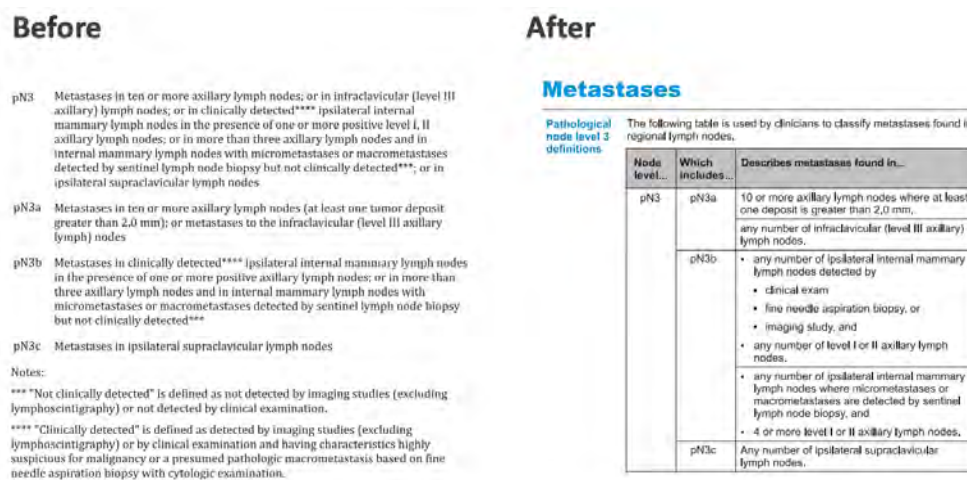 Before
pN3 Metastases in ten or more axillary lymph nodes; or in infraclavicular (level III
axillary) lymph nodes; or in clinically detected**** ipsilateral internal
mammary lymph nodes in the presence of one or more positive level I, II
axillary lymph nodes; or in more than three axillary lymph nodes and in
internal mammary lymph nodes with micrometastases or macrometastases
detected by sentinel lymph node biopsy but not clinically detected***; or in
ipsilateral supraclavicular lymph nodes
pN3a Metastases in ten or more axillary lymph nodes (at least one tumor deposit
greater than 2.0 mm); or metastases to the infraclavicular (level III axillary
lymph) nodes
pN3b Metastases in clinically detected**** ipsilateral internal mammary lymph nodes
in the presence of one or more positive axillary lymph nodes; or in more than
three axillary lymph nodes and in internal mammary lymph nodes with
micrometastases or macrometastases detected by sentinel lymph node biopsy
but not clinically detected***
pN3c Metastases in ipsilateral supraclavicular lymph nodes
Notes:
*** "Not clinically detected" is defined as not detected by imaging studies (excluding
lymphoscintigraphy) or not detected by clinical examination.
**** "Clinically detected" is defined as detected by imaging studies (excluding
lymphoscintigraphy) or by clinical examination and having characteristics highly
suspicious for malignancy or a presumed pathologic macrometastasis based on fine
needle aspiration biopsy with cytologic examination.
After
Metastases
Pathological
node level 3
definitions
The following table is used by clinicians to classify metastases found i
regional lymph nodes.
Node
level...
Which
includes...
Describes metastases found in...
pN3
pN3a
10 or more axillary lymph nodes where at least
one deposit is greater than 2,0 mm,
any number of infraclavicular (level III axillary)
lymph nodes.
pN3b
• any number of ipsilateral internal mammary
lymph nodes detected by
• clinical exam
• fine needle aspiration biopsy, or
• imaging study, and
• any number of level I or II axillary lymph
nodes.
• any number of ipsilateral internal mammary
lymph nodes where micrometastases or
macrometastases are detected by sentinel
lymph node biopsy, and
• 4 or more level I or II axillary lymph nodes.
pN3c
Any number of ipsilateral supraclavicular
lymph nodes.